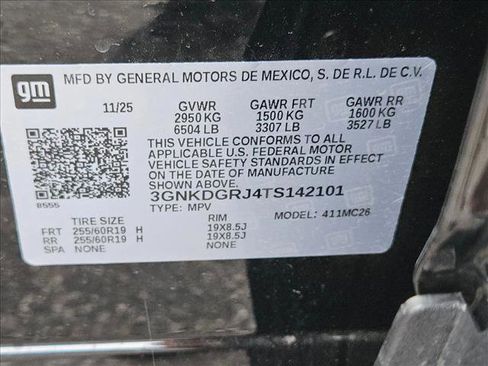 gm
MFD BY GENERAL MOTORS DE MEXICO, S. DE R.L. DE C.V.
11/25 GVWR GAWR FRT GAWR RR
2950 KG 1500 KG 1600 KG
6504 LB 3307 LB 3527 LB
THIS VEHICLE CONFORMS TO ALL
APPLICABLE U.S. FEDERAL MOTOR
VEHICLE SAFETY STANDARDS IN EFFECT
ON THE DATE OF MANUFACTURE
SHOWN ABOVE.
8555
3GNKDGRJ4TS142101
TYPE: MPV MODEL: 411MC26
TIRE SIZE RIM
FRT 255/60R19 H 19X8.5J
RR 255/60R19 H 19X8.5J
SPA NONE NONE